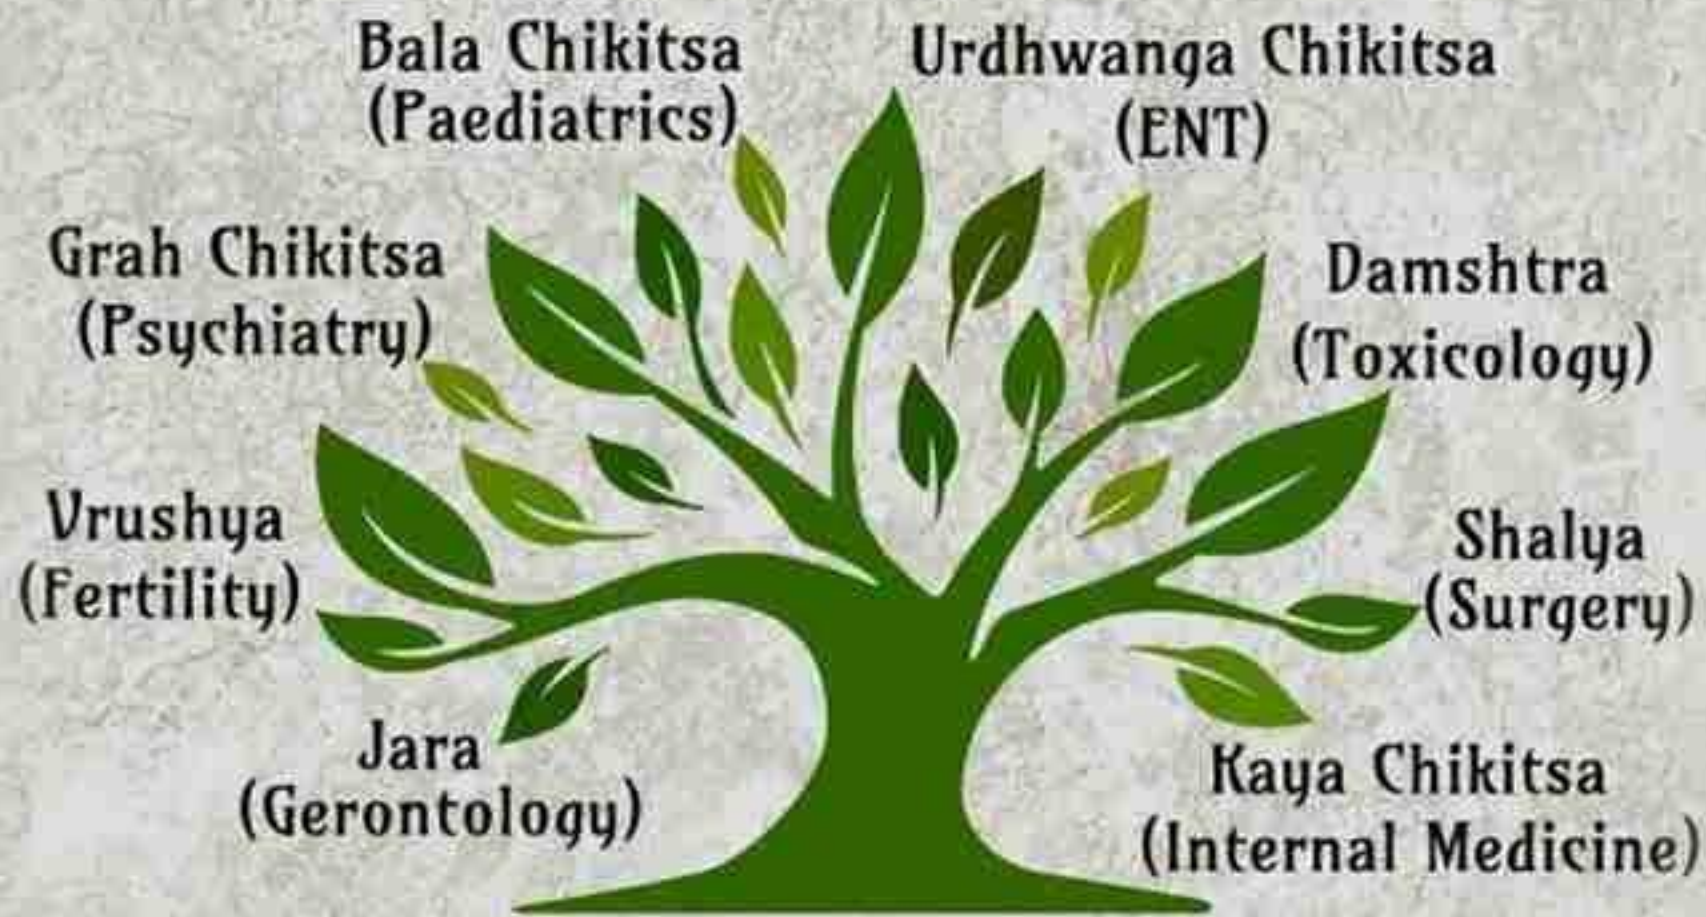 Bala Chikitsa
(Paediatrics)
Urdhwanga Chikitsa
(ENT)
Grah Chikitsa
(Psychiatry)
Damshtra
(Toxicology)
Vrushya
(Fertility)
Shalya
(Surgery)
Jara
(Gerontology)
Kaya Chikitsa
(Internal Medicine)